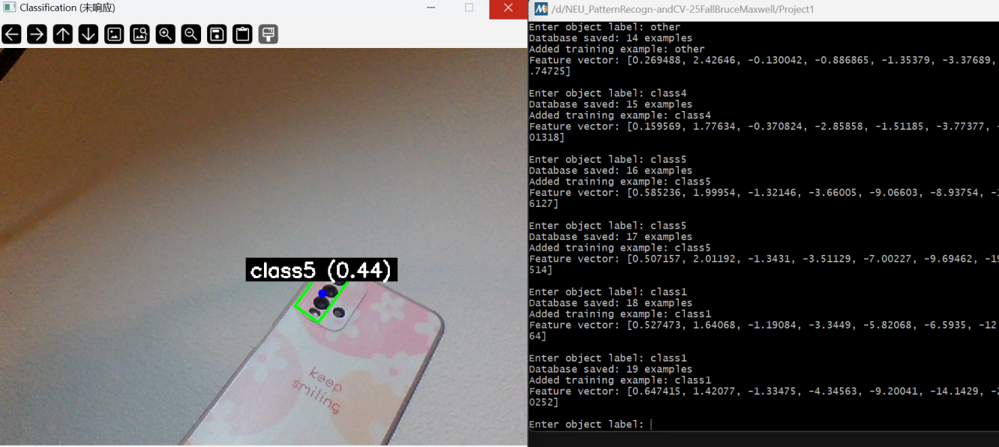 Classification (未响应)
class5 (0.44)
keep
smiling
/d/NEU_PatternRecogn-andCV-25FallBruceMaxwell/Project1
Enter object label: other
Database saved: 14 examples
Added training example: other
Feature vector: [0.269488, 2.42646, -0.130042, -0.886865, -1.35379, -3.37689,
.74725]
Enter object label: class4
Database saved: 15 examples
Added training example: class4
Feature vector: [0.159569, 1.77634, -0.370824, -2.85858, -1.51185, -3.77377, -
01318]
Enter object label: class5
Database saved: 16 examples
Added training example: class5
Feature vector: [0.585236, 1.99954, -1.32146, -3.66005, -9.06603, -8.93754, -1
6127]
Enter object label: class5
Database saved: 17 examples
Added training example: class5
Feature vector: [0.507157, 2.01192, -1.3431, -3.51129, -7.00227, -9.69462, -19
514]
Enter object label: class1
Database saved: 18 examples
Added training example: class1
Feature vector: [0.527473, 1.64068, -1.19084, -3.3449, -5.82068, -6.5935, -12
64]
Enter object label: class1
Database saved: 19 examples
Added training example: class1
Feature vector: [0.647415, 1.42077, -1.33475, -4.34563, -9.20041, -14.1429, -2
0252]
Enter object label: